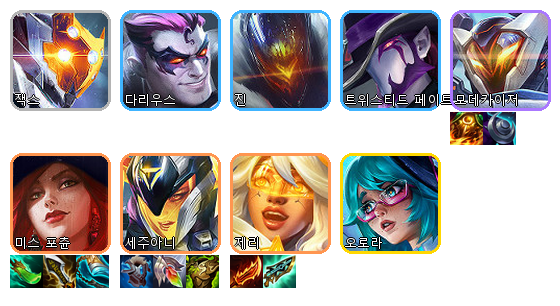 잭스
다리우스
진
트위스티드 페이트
모데카이저
미스 포츈
세주아니
제리
오로라